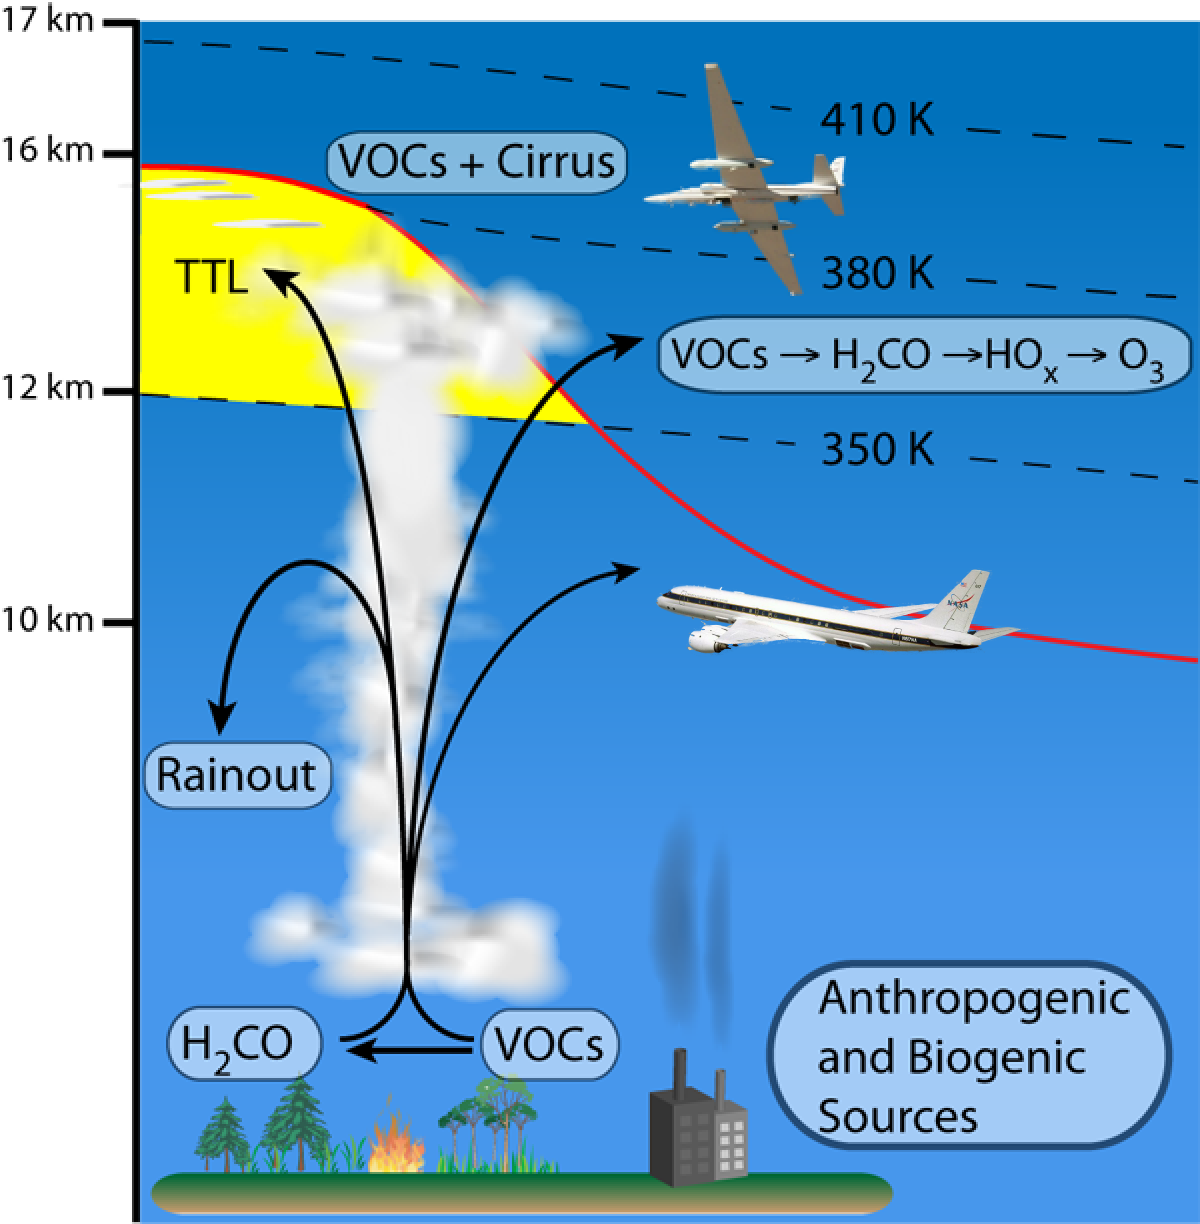 17 km
410 K
16 km
VOCs + Cirrus
380 K
TTL
VOCs → H₂CO →HOₓ → O₃
12 km
350 K
NASA
10 km
Rainout
Anthropogenic
and Biogenic
Sources
H₂CO
VOCs